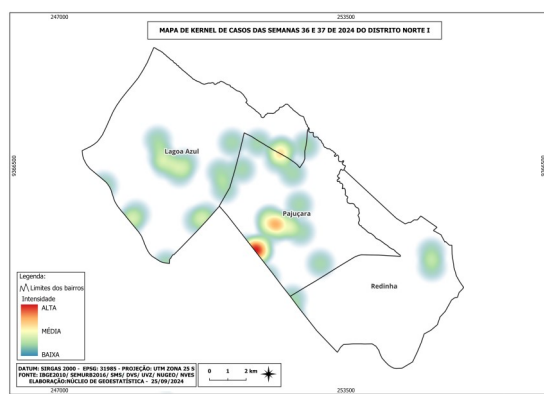 247000
253500
MAPA DE KERNEL DE CASOS DAS SEMANAS 36 E 37 DE 2024 DO DISTRITO NORTE I
9366500
9366500
Lagoa Azul
Pajuçara
Redinha
Legenda:
Limites dos bairros
Intensidade
ALTA
MÉDIA
BAIXA
DATUM: SIRGAS 2000 - EPSG: 31985 - PROJEÇÃO: UTM ZONA 25 S
FONTE: IBGE2010/ SEMURB2016/ SMS/ DVS/ UVZ/ NUGEO/ NVES
ELABORAÇÃO:NÚCLEO DE GEOESTATÍSTICA - 25/09/2024
0 1 2 km
247000
253500